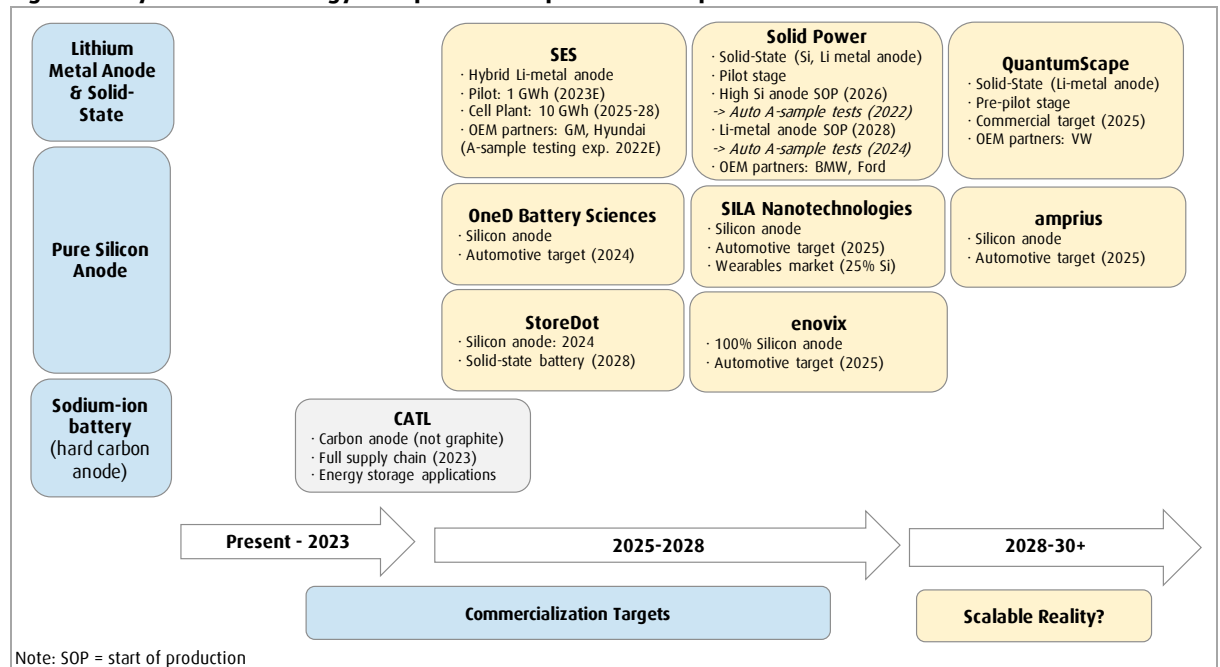 Lithium
Metal Anode
& Solid-
State
SES
· Hybrid Li-metal anode
· Pilot: 1 GWh (2023E)
· Cell Plant: 10 GWh (2025-28)
· OEM partners: GM, Hyundai
(A-sample testing exp. 2022E)
Solid Power
· Solid-State (Si, Li metal anode)
· Pilot stage
· High Si anode SOP (2026)
-> Auto A-sample tests (2022)
· Li-metal anode SOP (2028)
-> Auto A-sample tests (2024)
· OEM partners: BMW, Ford
QuantumScape
· Solid-State (Li-metal anode)
· Pre-pilot stage
· Commercial target (2025)
· OEM partners: VW
Pure Silicon
Anode
OneD Battery Sciences
· Silicon anode
· Automotive target (2024)
SILA Nanotechnologies
· Silicon anode
· Automotive target (2025)
· Wearables market (25% Si)
amprius
· Silicon anode
· Automotive target (2025)
StoreDot
· Silicon anode: 2024
· Solid-state battery (2028)
enovix
· 100% Silicon anode
· Automotive target (2025)
Sodium-ion
battery
(hard carbon
anode)
CATL
· Carbon anode (not graphite)
· Full supply chain (2023)
· Energy storage applications
Present - 2023
2025-2028
2028-30+
Commercialization Targets
Scalable Reality?
Note: SOP = start of production